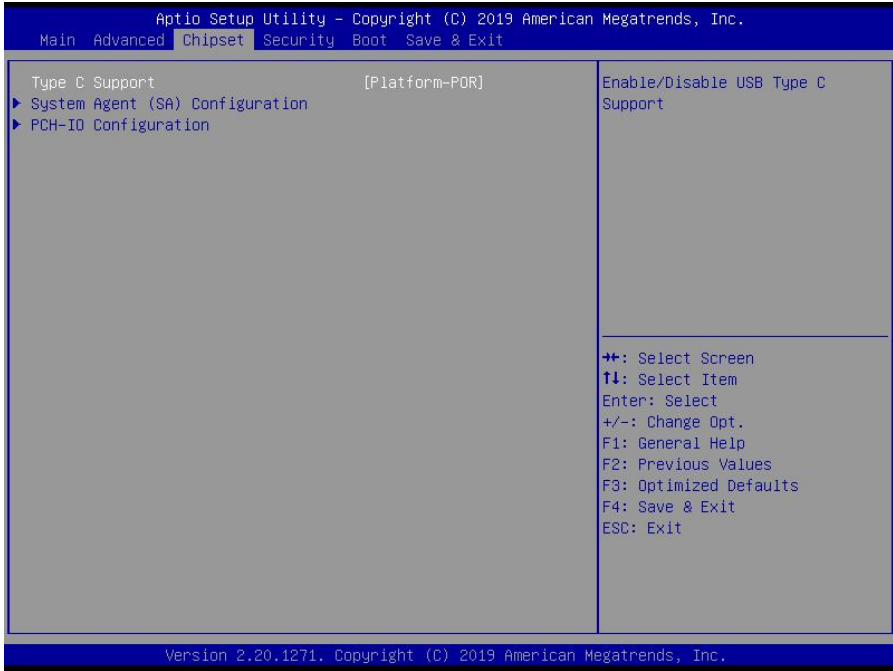 Aptio Setup Utility – Copyright (C) 2019 American Megatrends, Inc.
Main Advanced Chipset Security Boot Save & Exit
Type C Support [Platform-POR]
System Agent (SA) Configuration
PCH-IO Configuration
Enable/Disable USB Type C
Support
→←: Select Screen
↑↓: Select Item
Enter: Select
+/-: Change Opt.
F1: General Help
F2: Previous Values
F3: Optimized Defaults
F4: Save & Exit
ESC: Exit
Version 2.20.1271. Copyright (C) 2019 American Megatrends, Inc.